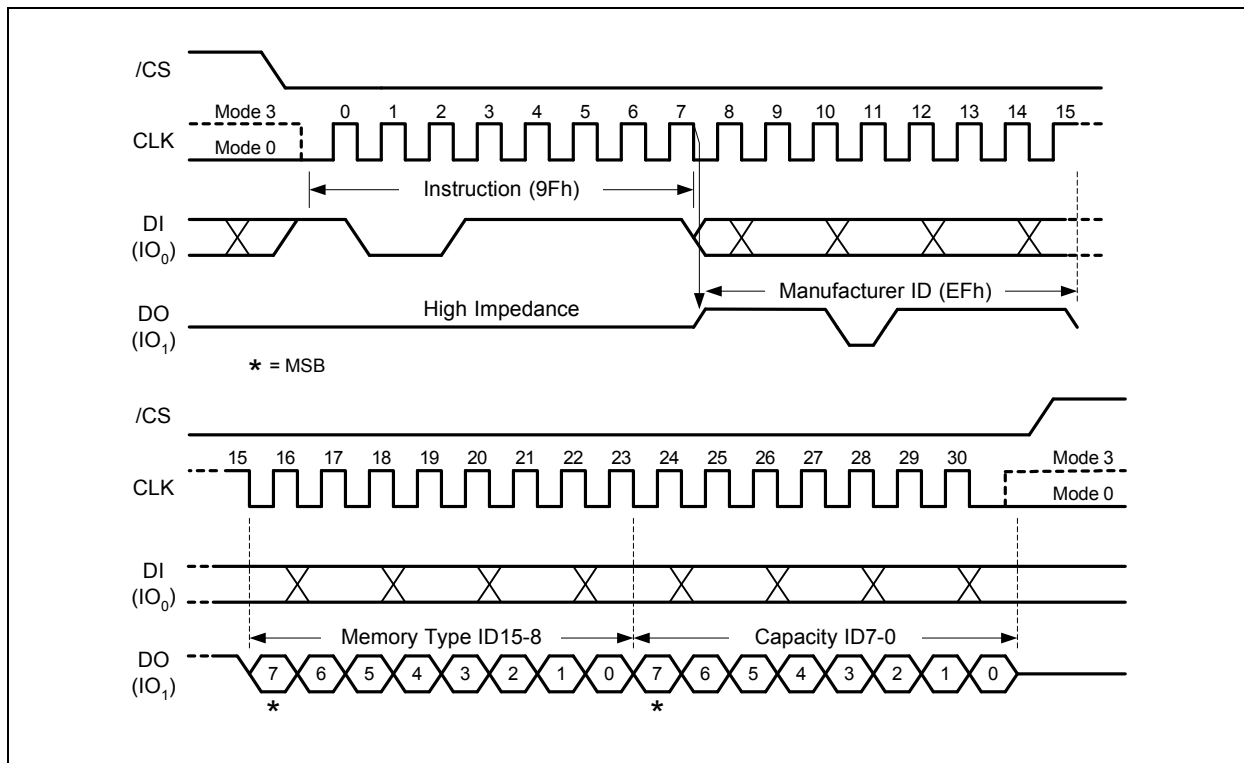 /CS
Mode 3 0 1 2 3 4 5 6 7 8 9 10 11 12 13 14 15
CLK
Mode 0
Instruction (9Fh)
DI
(IO₀)
Manufacturer ID (EFh)
High Impedance
DO
(IO₁)
* = MSB
/CS
15 16 17 18 19 20 21 22 23 24 25 26 27 28 29 30 Mode 3
CLK
Mode 0
DI
(IO₀)
Memory Type ID15-8 Capacity ID7-0
DO
(IO₁)
7 6 5 4 3 2 1 0 7 6 5 4 3 2 1 0
* *